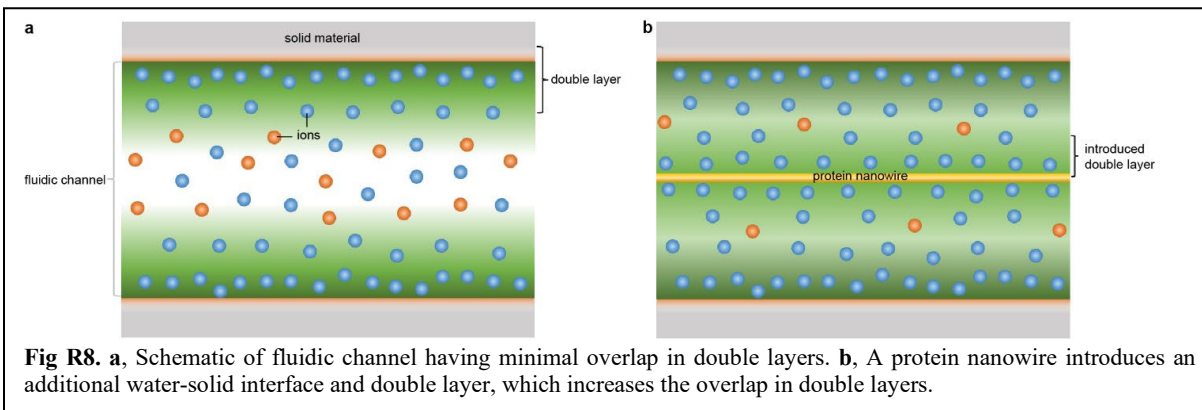 a
b
solid material
double layer
ions
fluidic channel
protein nanowire
introduced
double layer
Fig R8. a, Schematic of fluidic channel having minimal overlap in double layers. b, A protein nanowire introduces an
additional water-solid interface and double layer, which increases the overlap in double layers.